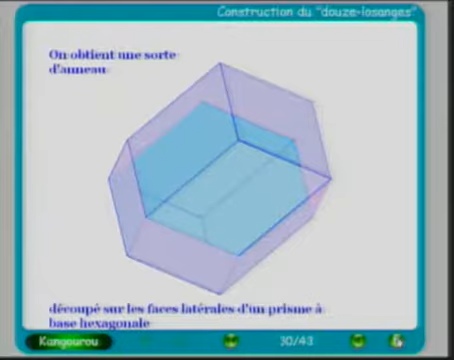 Construction du "douze-losanges"
On obtient une sorte
d'anneau
découpé sur les faces latérales d'un prisme à
base hexagonale
Kangourou
30/43